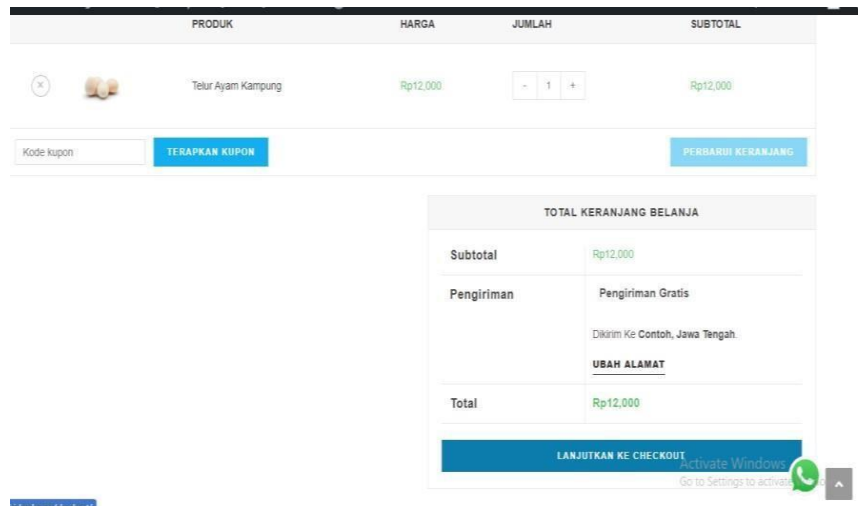 PRODUK HARGA JUMLAH SUBTOTAL
× Telur Ayam Kampung Rp12,000 - 1 + Rp12,000
Kode kupon TERAPKAN KUPON PERBARUI KERANJANG
TOTAL KERANJANG BELANJA
Subtotal Rp12,000
Pengiriman Pengiriman Gratis
Dikirim Ke Contoh, Jawa Tengah.
UBAH ALAMAT
Total Rp12,000
LANJUTKAN KE CHECKOUT
Activate Windows
Go to Settings to activate